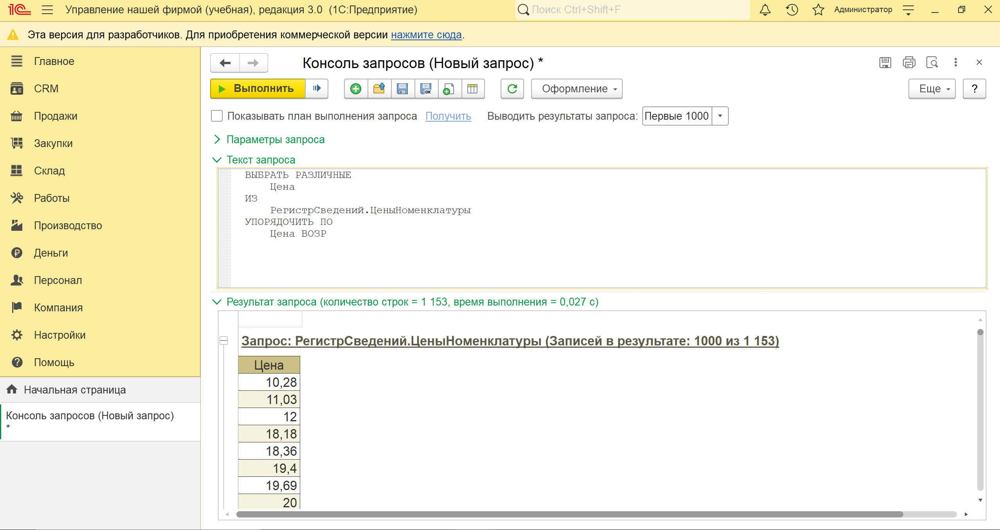 1С Управление нашей фирмой (учебная), редакция 3.0 (1С:Предприятие) Поиск Ctrl+Shift+F Администратор
Эта версия для разработчиков. Для приобретения коммерческой версии нажмите сюда.
Главное
CRM
Продажи
Закупки
Склад
Работы
Производство
Деньги
Персонал
Компания
Настройки
Помощь
Начальная страница
Консоль запросов (Новый запрос)
*
Консоль запросов (Новый запрос) *
Выполнить OK Оформление Еще ?
Показывать план выполнения запроса Получить Выводить результаты запроса: Первые 1000
Параметры запроса
Текст запроса
ВЫБРАТЬ РАЗЛИЧНЫЕ
Цена
ИЗ
РегистрСведений.ЦеныНоменклатуры
УПОРЯДОЧИТЬ ПО
Цена ВОЗР
Результат запроса (количество строк = 1 153, время выполнения = 0,027 с)
Запрос: РегистрСведений.ЦеныНоменклатуры (Записей в результате: 1000 из 1 153)
Цена
10,28
11,03
12
18,18
18,36
19,4
19,69
20